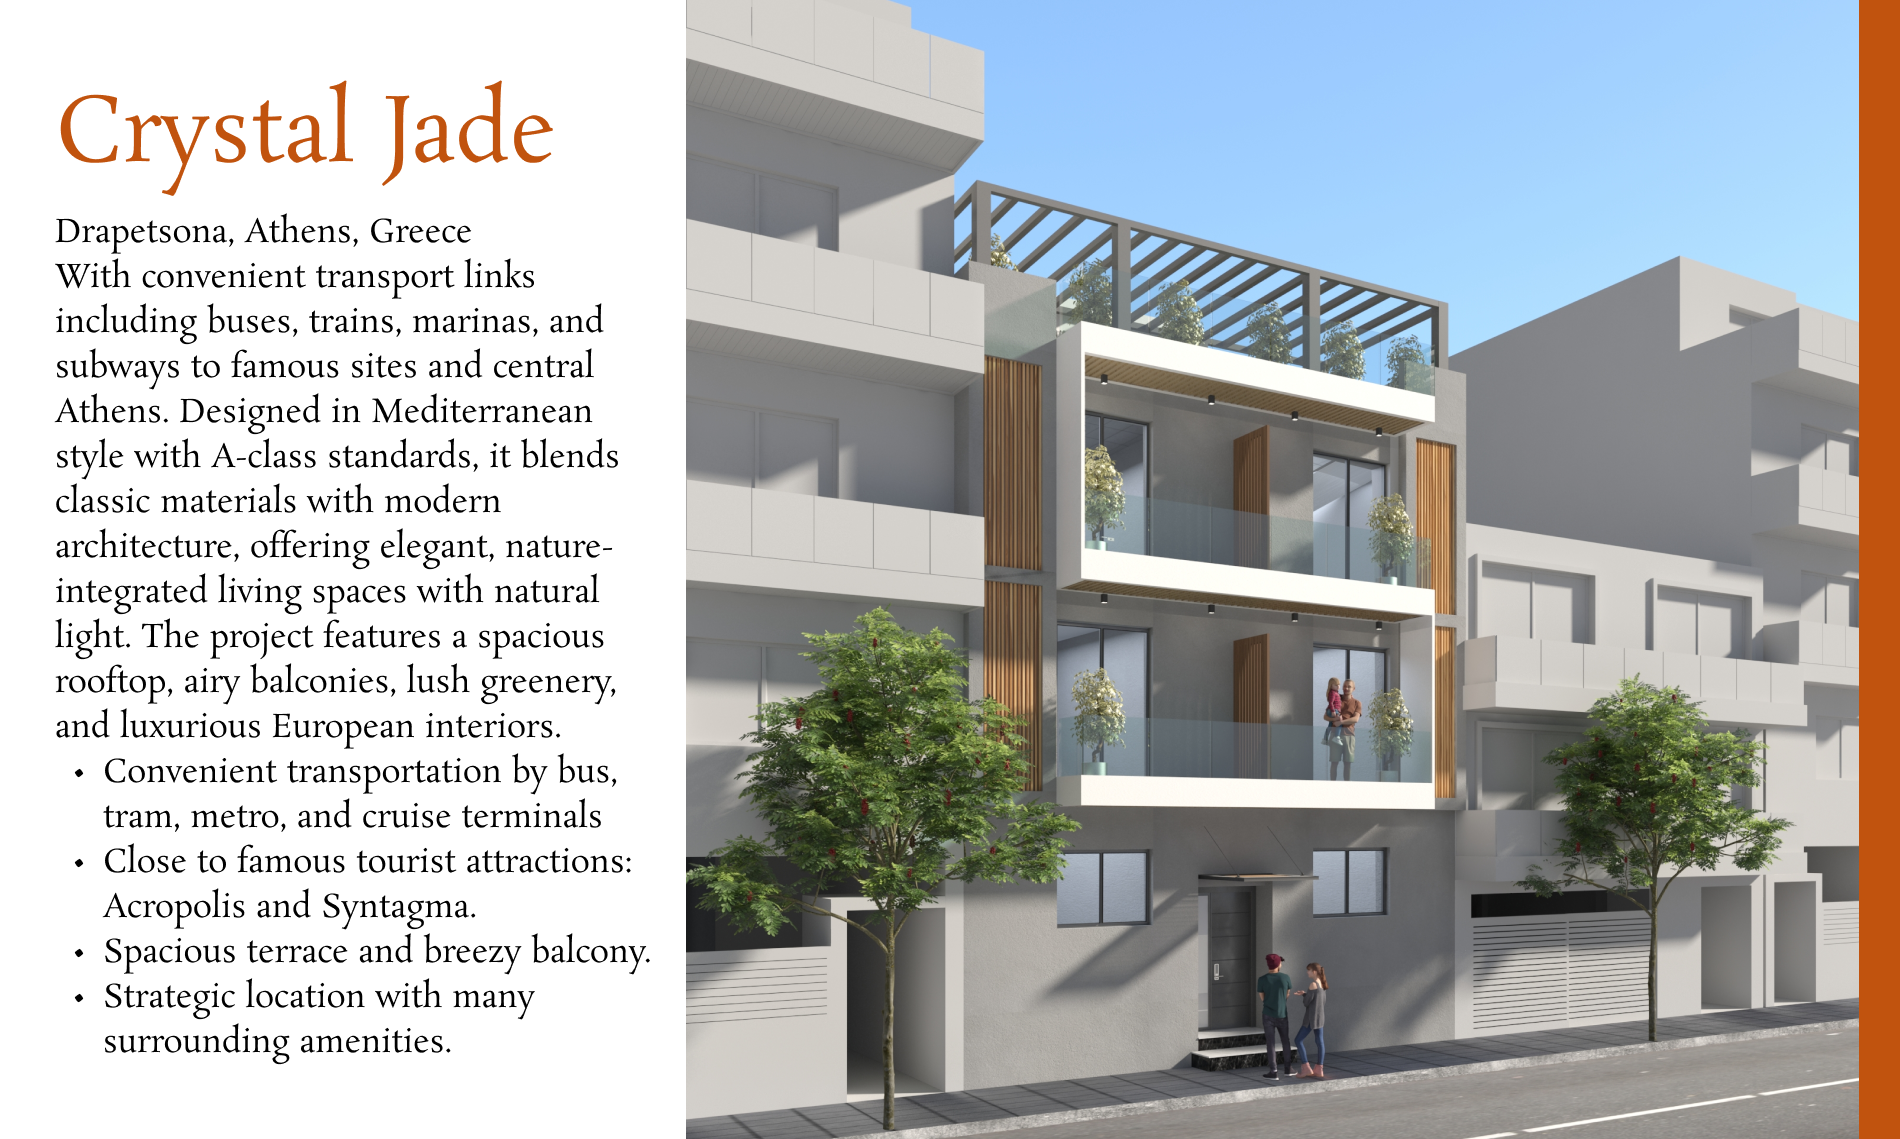 Crystal Jade
Drapetsona, Athens, Greece
With convenient transport links
including buses, trains, marinas, and
subways to famous sites and central
Athens. Designed in Mediterranean
style with A-class standards, it blends
classic materials with modern
architecture, offering elegant, nature-
integrated living spaces with natural
light. The project features a spacious
rooftop, airy balconies, lush greenery,
and luxurious European interiors.
• Convenient transportation by bus,
tram, metro, and cruise terminals
• Close to famous tourist attractions:
Acropolis and Syntagma.
• Spacious terrace and breezy balcony.
• Strategic location with many
surrounding amenities.